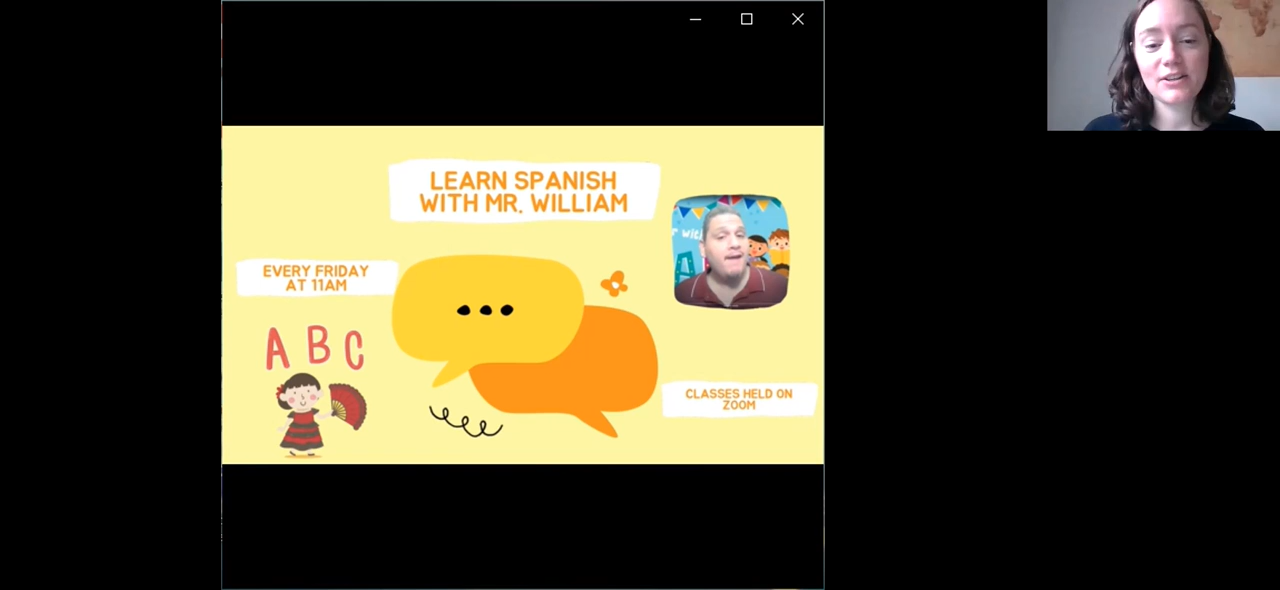 LEARN SPANISH
WITH MR. WILLIAM
EVERY FRIDAY
AT 11AM
A B C
CLASSES HELD ON
ZOOM